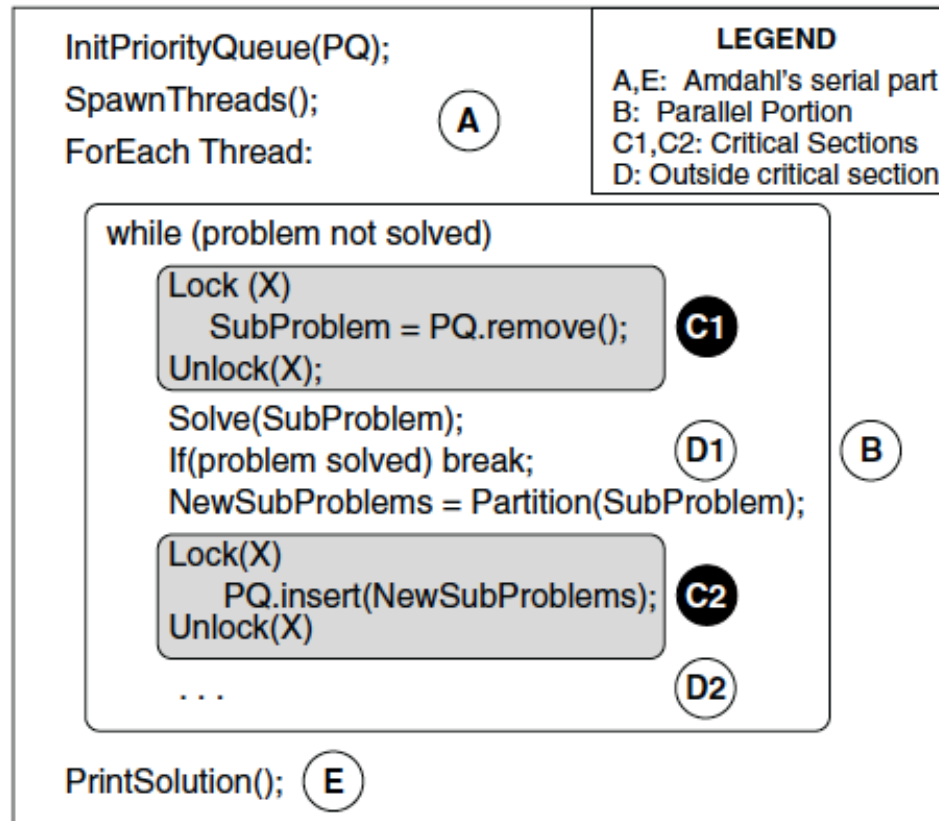 InitPriorityQueue(PQ);
SpawnThreads();
ForEach Thread:
A
LEGEND
A,E: Amdahl's serial part
B: Parallel Portion
C1,C2: Critical Sections
D: Outside critical section
while (problem not solved)
Lock (X)
SubProblem = PQ.remove();
Unlock(X);
C1
Solve(SubProblem);
If(problem solved) break;
NewSubProblems = Partition(SubProblem);
D1
B
Lock(X)
PQ.insert(NewSubProblems);
Unlock(X)
C2
. . .
D2
PrintSolution();
E